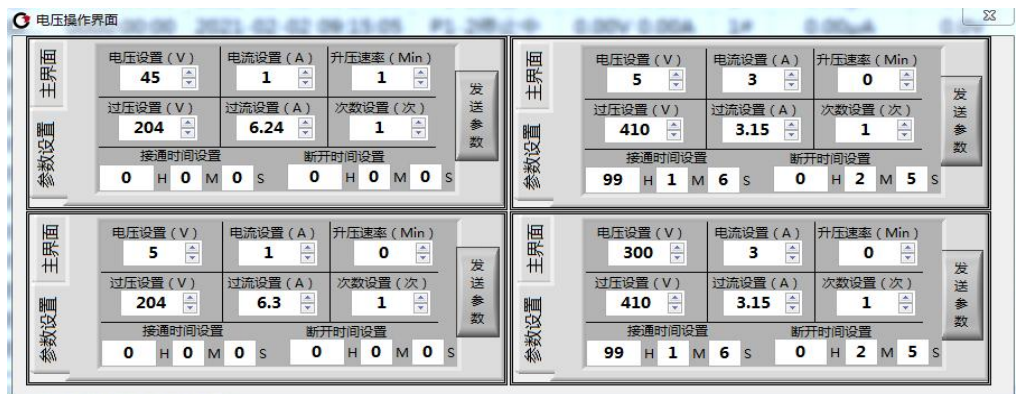 电压操作界面
2021-02-02 09:15:05 0.00V 0.00A 1# 0.00μA
主界面
参数设置
电压设置(V) 电流设置(A) 升压速率(Min)
45 1 1
过压设置(V) 过流设置(A) 次数设置(次)
204 6.24 1
接通时间设置 断开时间设置
0 H 0 M 0 S 0 H 0 M 0 S
发送参数
主界面
参数设置
电压设置(V) 电流设置(A) 升压速率(Min)
5 3 0
过压设置(V) 过流设置(A) 次数设置(次)
410 3.15 1
接通时间设置 断开时间设置
99 H 1 M 6 S 0 H 2 M 5 S
发送参数
主界面
参数设置
电压设置(V) 电流设置(A) 升压速率(Min)
5 1 0
过压设置(V) 过流设置(A) 次数设置(次)
204 6.3 1
接通时间设置 断开时间设置
0 H 0 M 0 S 0 H 0 M 0 S
发送参数
主界面
参数设置
电压设置(V) 电流设置(A) 升压速率(Min)
300 3 0
过压设置(V) 过流设置(A) 次数设置(次)
410 3.15 1
接通时间设置 断开时间设置
99 H 1 M 6 S 0 H 2 M 5 S
发送参数